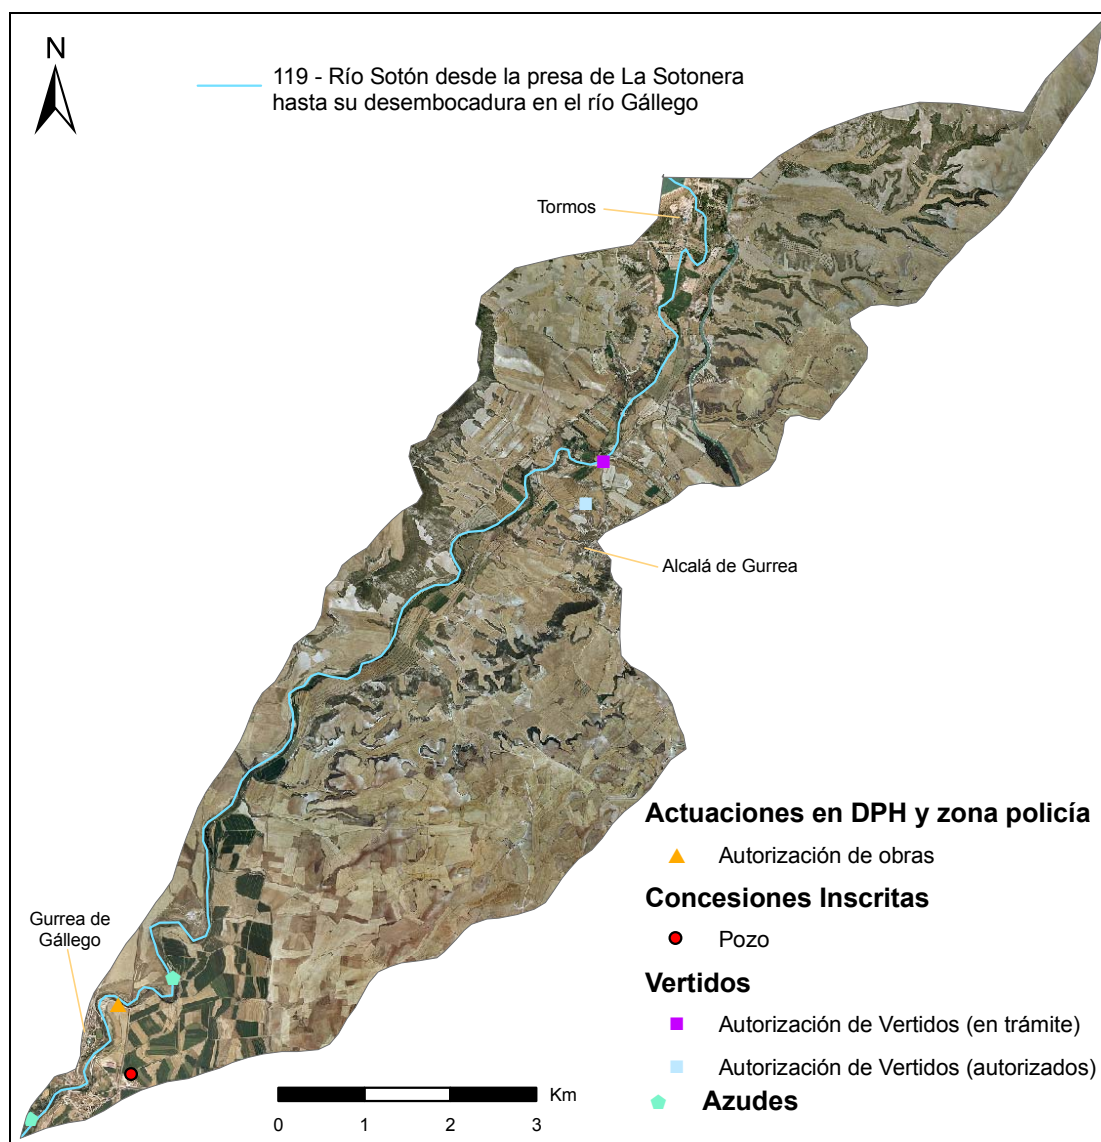 N
119 - Río Sotón desde la presa de La Sotonera
hasta su desembocadura en el río Gállego
Tormos
Alcalá de Gurrea
Gurrea de
Gállego
Actuaciones en DPH y zona policía
Autorización de obras
Concesiones Inscritas
Pozo
Vertidos
Autorización de Vertidos (en trámite)
Autorización de Vertidos (autorizados)
Azudes
Km
0 1 2 3